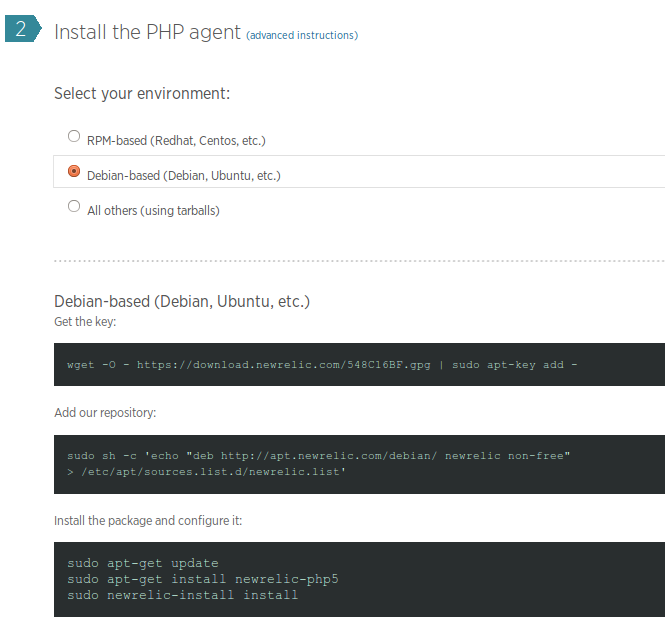 2
Install the PHP agent (advanced instructions)
Select your environment:
RPM-based (Redhat, Centos, etc.)
Debian-based (Debian, Ubuntu, etc.)
All others (using tarballs)
Debian-based (Debian, Ubuntu, etc.)
Get the key:
wget -O - https://download.newrelic.com/548C16BF.gpg | sudo apt-key add -
Add our repository:
sudo sh -c 'echo "deb http://apt.newrelic.com/debian/ newrelic non-free"
> /etc/apt/sources.list.d/newrelic.list'
Install the package and configure it:
sudo apt-get update
sudo apt-get install newrelic-php5
sudo newrelic-install install